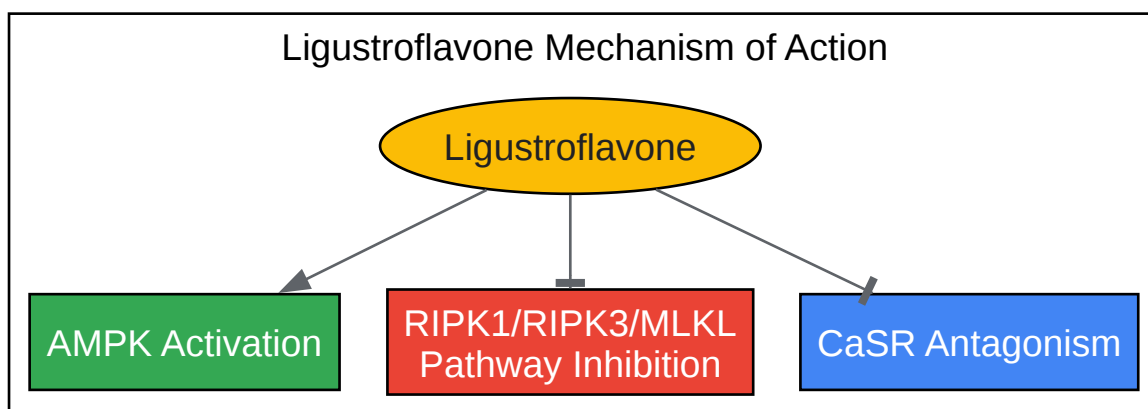 Ligustroflavone Mechanism of Action
Ligustroflavone
AMPK Activation
RIPK1/RIPK3/MLKL
Pathway Inhibition
CaSR Antagonism